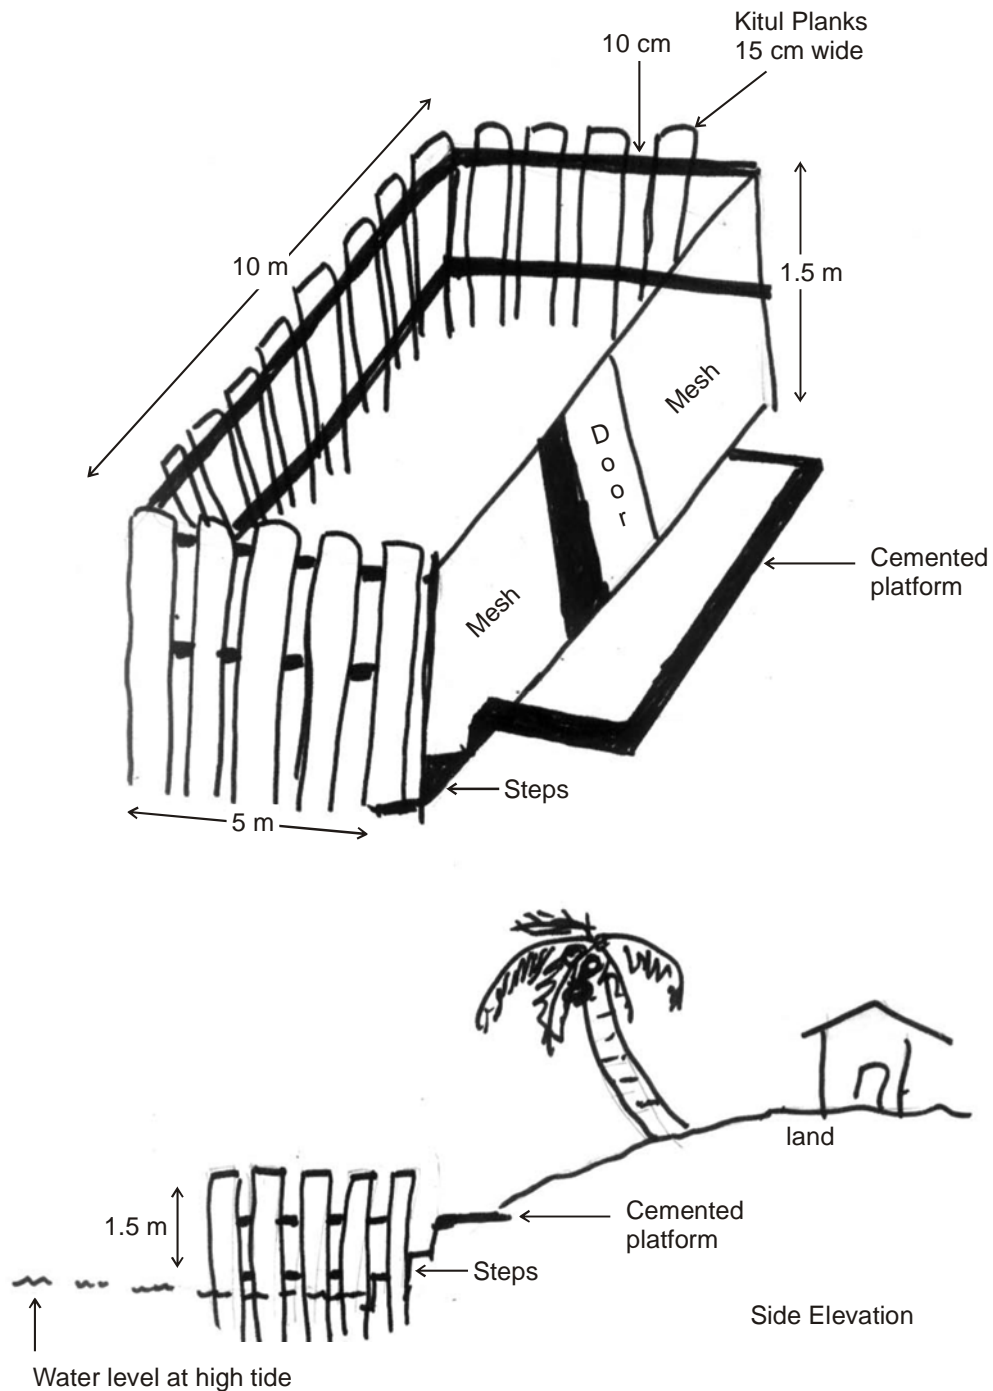 Kitul Planks
15 cm wide
10 cm
10 m
1.5 m
Mesh
Door
Mesh
Cemented
platform
Steps
5 m
land
1.5 m
Cemented
platform
Steps
Side Elevation
Water level at high tide